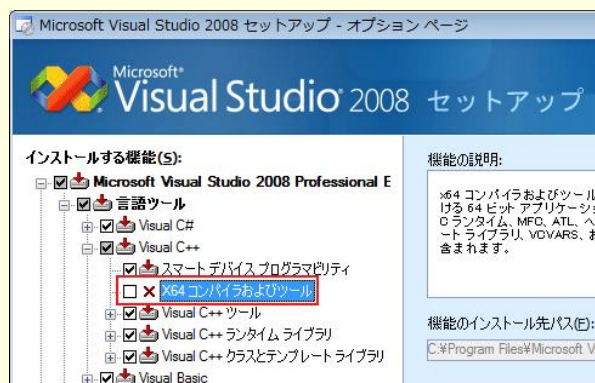 Microsoft Visual Studio 2008 セットアップ - オプション ページ
Microsoft®
Visual Studio® 2008 セットアップ
インストールする機能(S):
Microsoft Visual Studio 2008 Professional E
言語ツール
Visual C#
Visual C++
スマート デバイス プログラマビリティ
X64 コンパイラおよびツール
Visual C++ ツール
Visual C++ ランタイム ライブラリ
Visual C++ クラスとテンプレート ライブラリ
Visual Basic
機能の説明:
x64 コンパイラおよびツール
ける 64 ビット アプリケーショ
C ランタイム、MFC、ATL、ヘ
ート ライブラリ、VCVARS、お
含まれます。
機能のインストール先パス(F):
C:¥Program Files¥Microsoft V